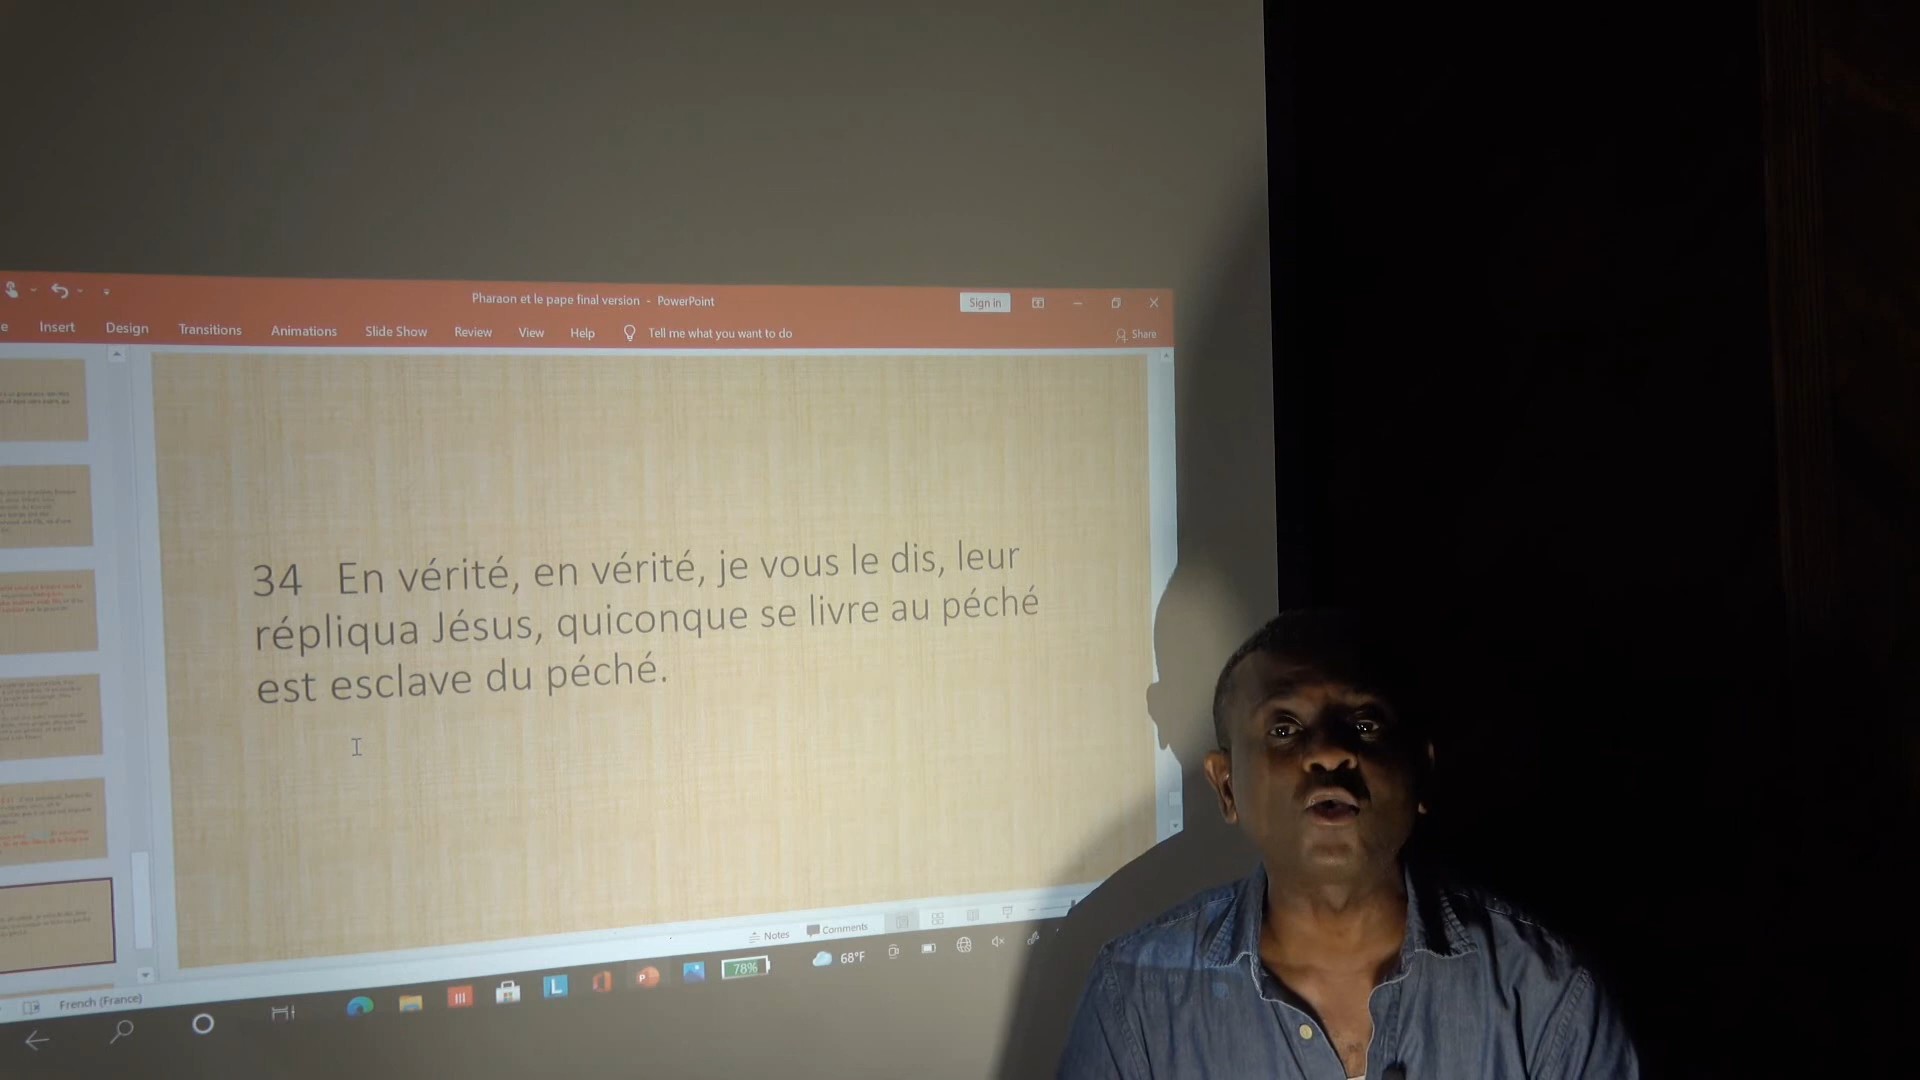 Pharaon et le pape final version - PowerPoint
Sign in
Insert Design Transitions Animations Slide Show Review View Help Tell me what you want to do
Share
34 En vérité, en vérité, je vous le dis, leur
répliqua Jésus, quiconque se livre au péché
est esclave du péché.
Notes Comments
French (France)
78%
68°F